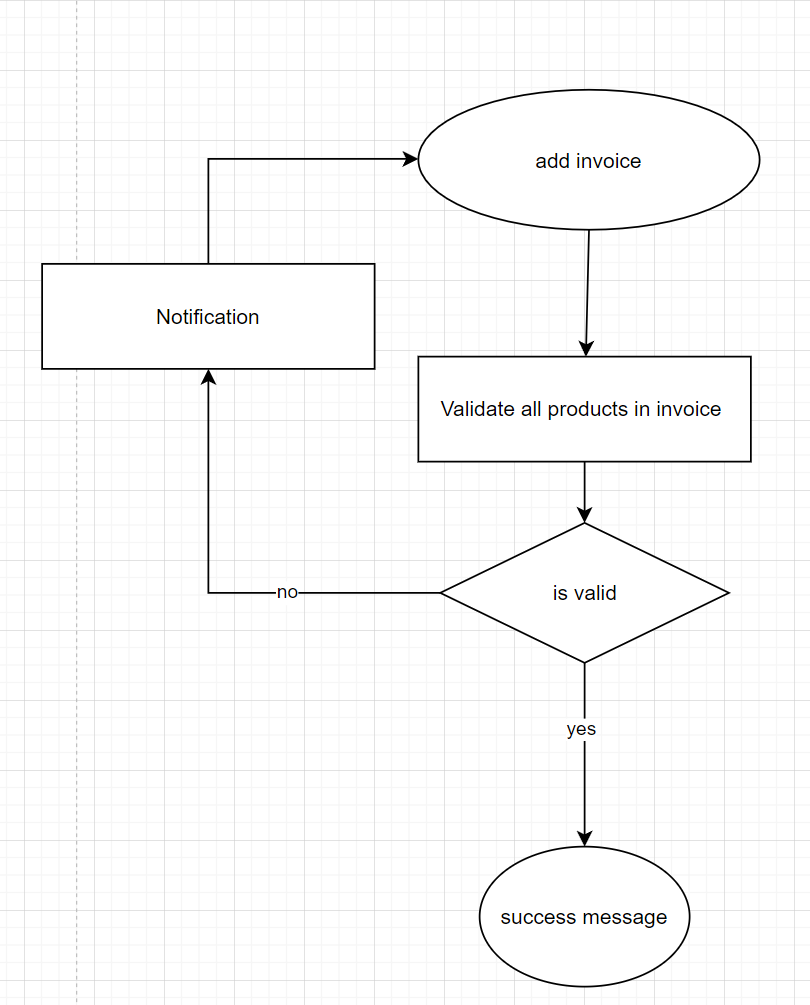 add invoice
Notification
Validate all products in invoice
is valid
no
yes
success message